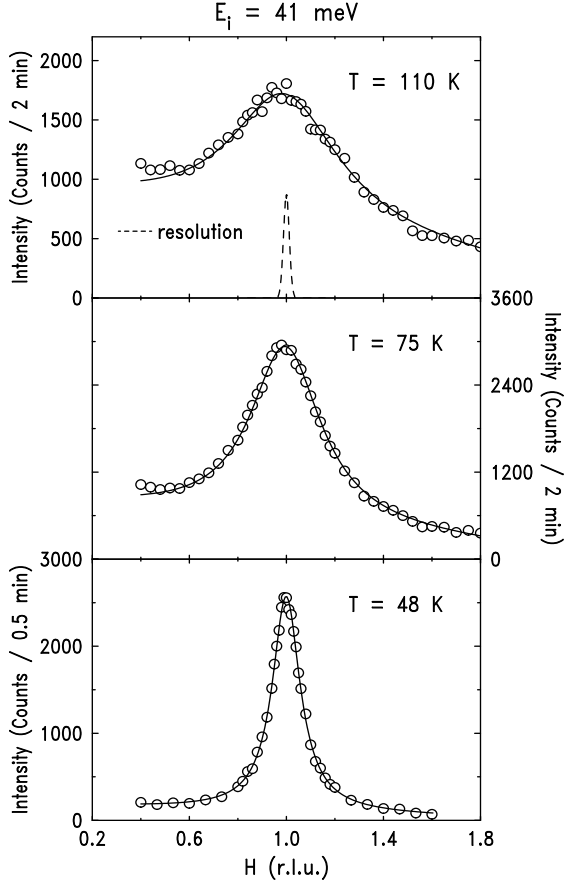 E_i = 41 meV
2000
T = 110 K
1500
1000
500
resolution
0
Intensity (Counts / 2 min)
3600
T = 75 K
2400
1200
0
Intensity (Counts / 2 min)
3000
T = 48 K
2000
1000
0
Intensity (Counts / 0.5 min)
0.2 0.6 1.0 1.4 1.8
H (r.l.u.)